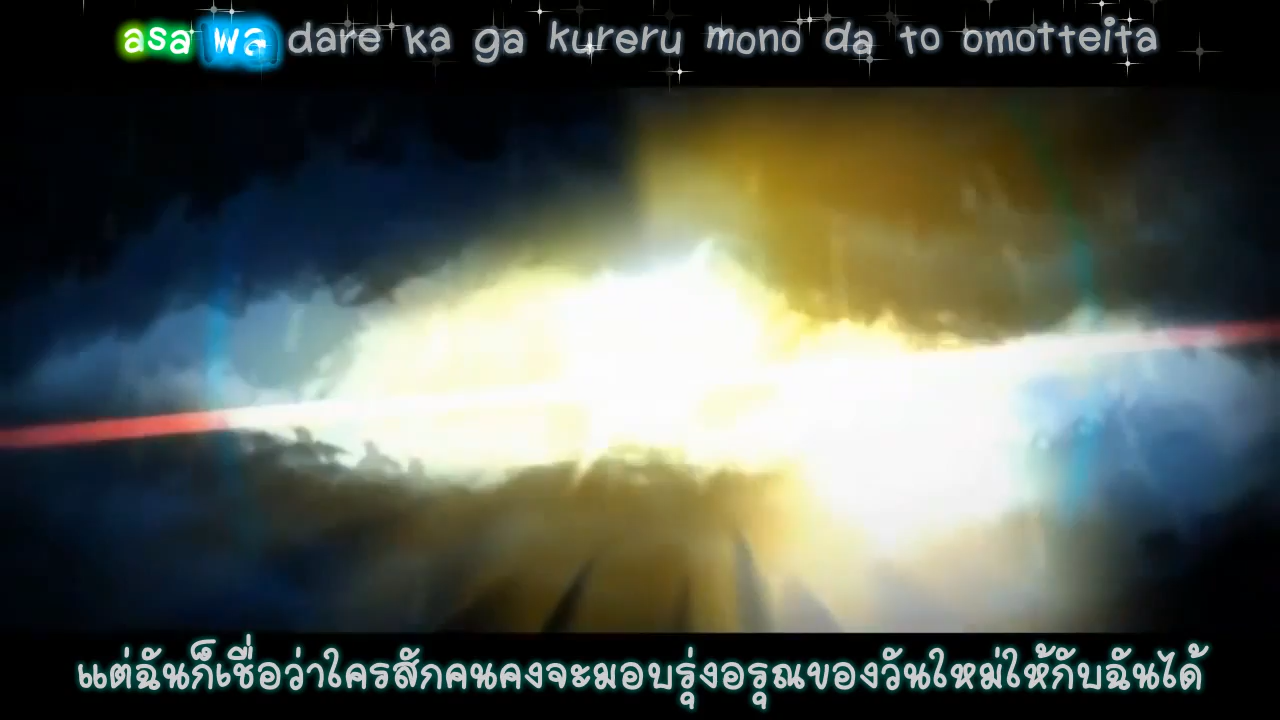 asa wa dare ka ga kureru mono da to omotteita
แต่ฉันก็เชื่อว่าใครสักคนคงจะมอบรุ่งอรุณของวันใหม่ให้กับฉันได้